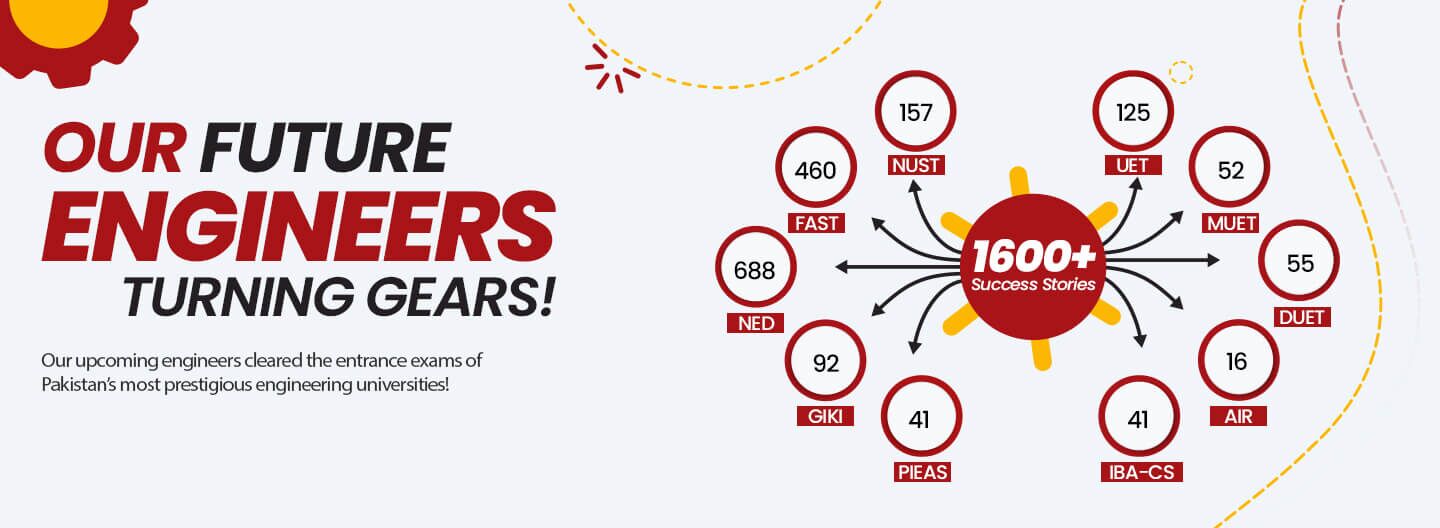 OUR FUTURE
ENGINEERS
TURNING GEARS!
Our upcoming engineers cleared the entrance exams of
Pakistan's most prestigious engineering universities!
1600+
Success Stories
157
NUST
460
FAST
688
NED
92
GIKI
41
PIEAS
125
UET
52
MUET
55
DUET
16
AIR
41
IBA-CS